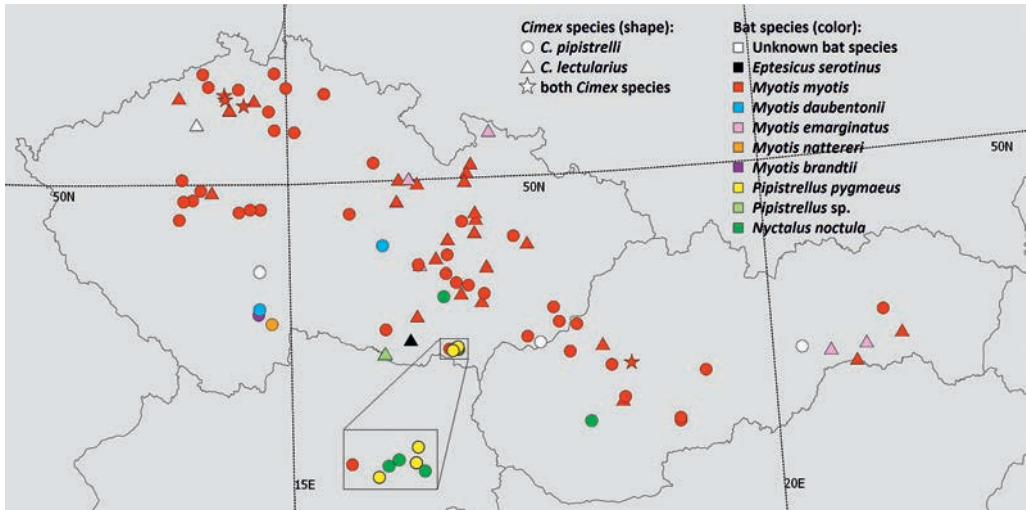 Cimex species (shape):
C. pipistrelli
C. lectularius
both Cimex species
Bat species (color):
Unknown bat species
Eptesicus serotinus
Myotis myotis
Myotis daubentonii
Myotis emarginatus
Myotis nattereri
Myotis brandtii
Pipistrellus pygmaeus
Pipistrellus sp.
Nyctalus noctula
50N
50N
50N
15E
20E